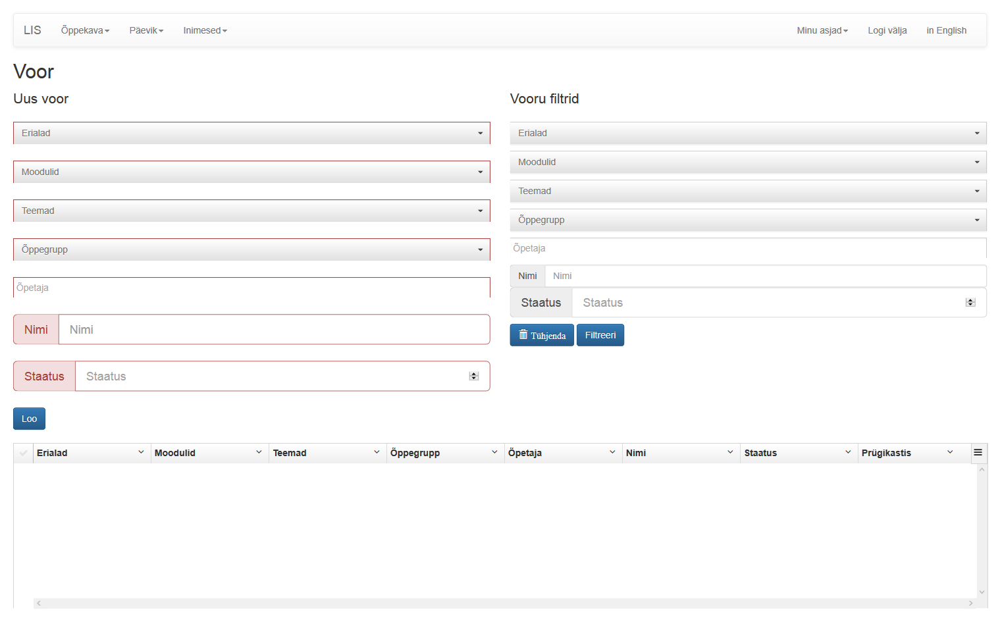 LIS Õppekava Päevik Inimesed Minu asjad Logi välja in English
Voor
Uus voor
Erialad
Moodulid
Teemad
Õppegrupp
Õpetaja
Nimi Nimi
Staatus Staatus
Loo
Vooru filtrid
Erialad
Moodulid
Teemad
Õppegrupp
Õpetaja
Nimi Nimi
Staatus Staatus
Tühjenda Filtreeri
Erialad Moodulid Teemad Õppegrupp Õpetaja Nimi Staatus Prügikastis